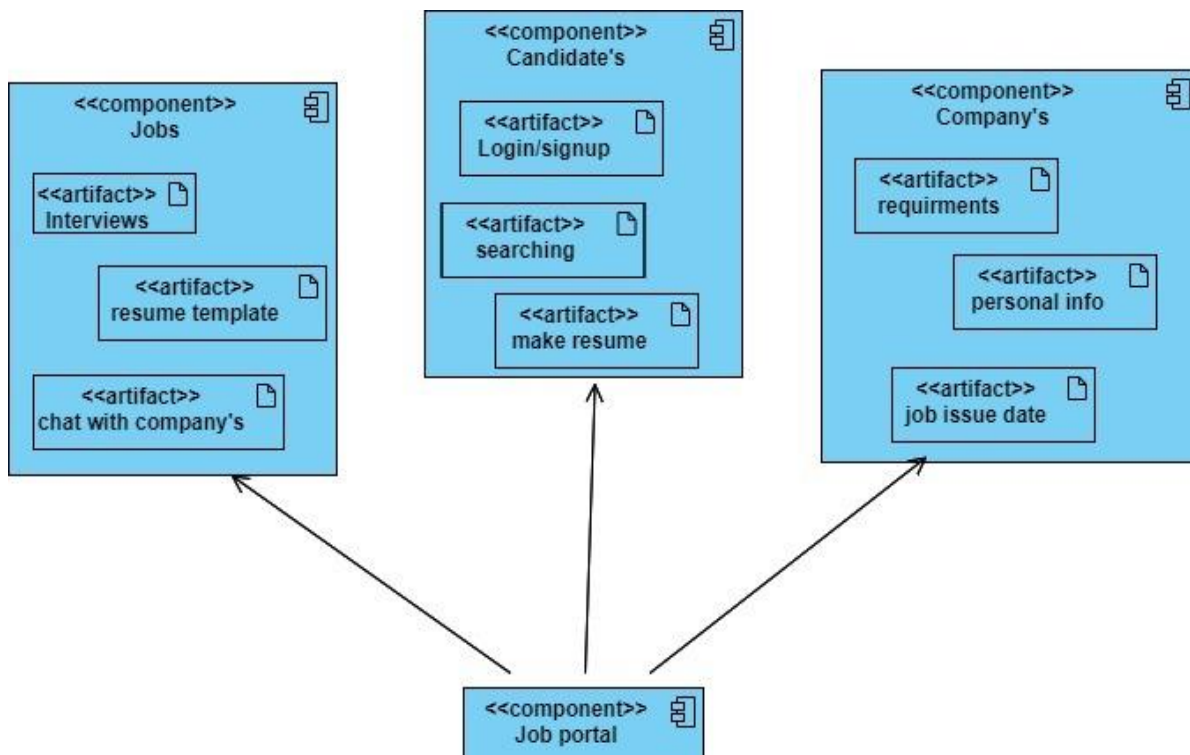 <<component>>
Jobs
<<artifact>>
Interviews
<<artifact>>
resume template
<<artifact>>
chat with company's
<<component>>
Candidate's
<<artifact>>
Login/signup
<<artifact>>
searching
<<artifact>>
make resume
<<component>>
Company's
<<artifact>>
requirments
<<artifact>>
personal info
<<artifact>>
job issue date
<<component>>
Job portal